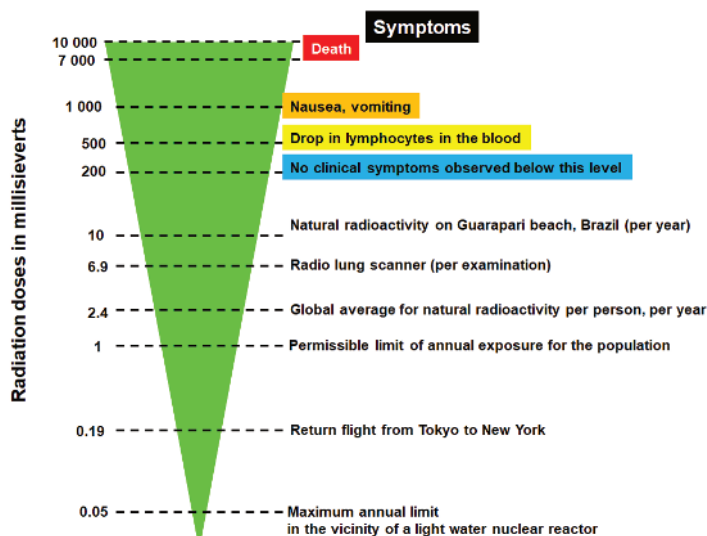 Symptoms
10 000
Death
7 000
1 000
Nausea, vomiting
500
Drop in lymphocytes in the blood
200
No clinical symptoms observed below this level
Radiation doses in millisieverts
10
Natural radioactivity on Guarapari beach, Brazil (per year)
6.9
Radio lung scanner (per examination)
2.4
Global average for natural radioactivity per person, per year
1
Permissible limit of annual exposure for the population
0.19
Return flight from Tokyo to New York
0.05
Maximum annual limit
in the vicinity of a light water nuclear reactor